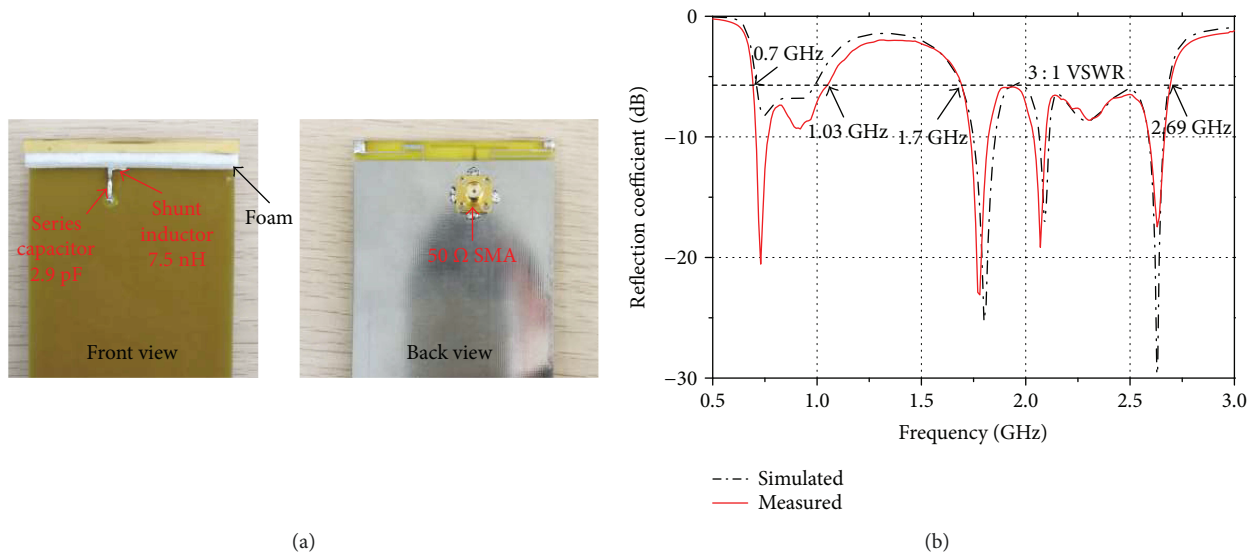 Series
capacitor
2.9 pF
Shunt
inductor
7.5 nH
Foam
Front view
50 Ω SMA
Back view
(a)
Reflection coefficient (dB)
0
−10
−20
−30
0.7 GHz
1.03 GHz
1.7 GHz
3 : 1 VSWR
2.69 GHz
0.5
1.0
1.5
2.0
2.5
3.0
Frequency (GHz)
Simulated
Measured
(b)